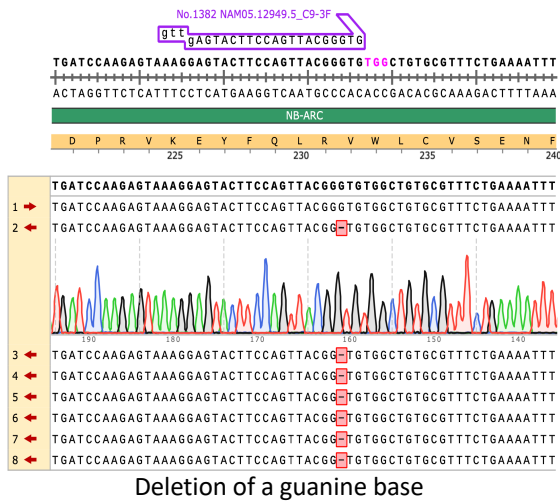 No.1382 NAM05.12949.5_C9-3F
gtt
gAGTACTTCCAGTTACGGGTG
TGATCCAAGAGTAAAGGAGTACTTCCAGTTACGGGTGTGGCTGTGCGTTTCTGAAAATTT
ACTAGGTTCTCATTTCCTCATGAAGGTCAATGCCCACACCGACACGCAAAGACTTTTAAA
NB-ARC
D P R V K E Y F Q L R V W L C V S E N F
225 230 235 240
TGATCCAAGAGTAAAGGAGTACTTCCAGTTACGGGTGTGGCTGTGCGTTTCTGAAAATTT
1 TGATCCAAGAGTAAAGGAGTACTTCCAGTTACGGGTGTGGCTGTGCGTTTCTGAAAATTT
2 TGATCCAAGAGTAAAGGAGTACTTCCAGTTACGG-TGTGGCTGTGCGTTTCTGAAAATTT
190 180 170 160 150 140
3 TGATCCAAGAGTAAAGGAGTACTTCCAGTTACGG-TGTGGCTGTGCGTTTCTGAAAATTT
4 TGATCCAAGAGTAAAGGAGTACTTCCAGTTACGG-TGTGGCTGTGCGTTTCTGAAAATTT
5 TGATCCAAGAGTAAAGGAGTACTTCCAGTTACGG-TGTGGCTGTGCGTTTCTGAAAATTT
6 TGATCCAAGAGTAAAGGAGTACTTCCAGTTACGG-TGTGGCTGTGCGTTTCTGAAAATTT
7 TGATCCAAGAGTAAAGGAGTACTTCCAGTTACGG-TGTGGCTGTGCGTTTCTGAAAATTT
8 TGATCCAAGAGTAAAGGAGTACTTCCAGTTACGG-TGTGGCTGTGCGTTTCTGAAAATTT
Deletion of a guanine base